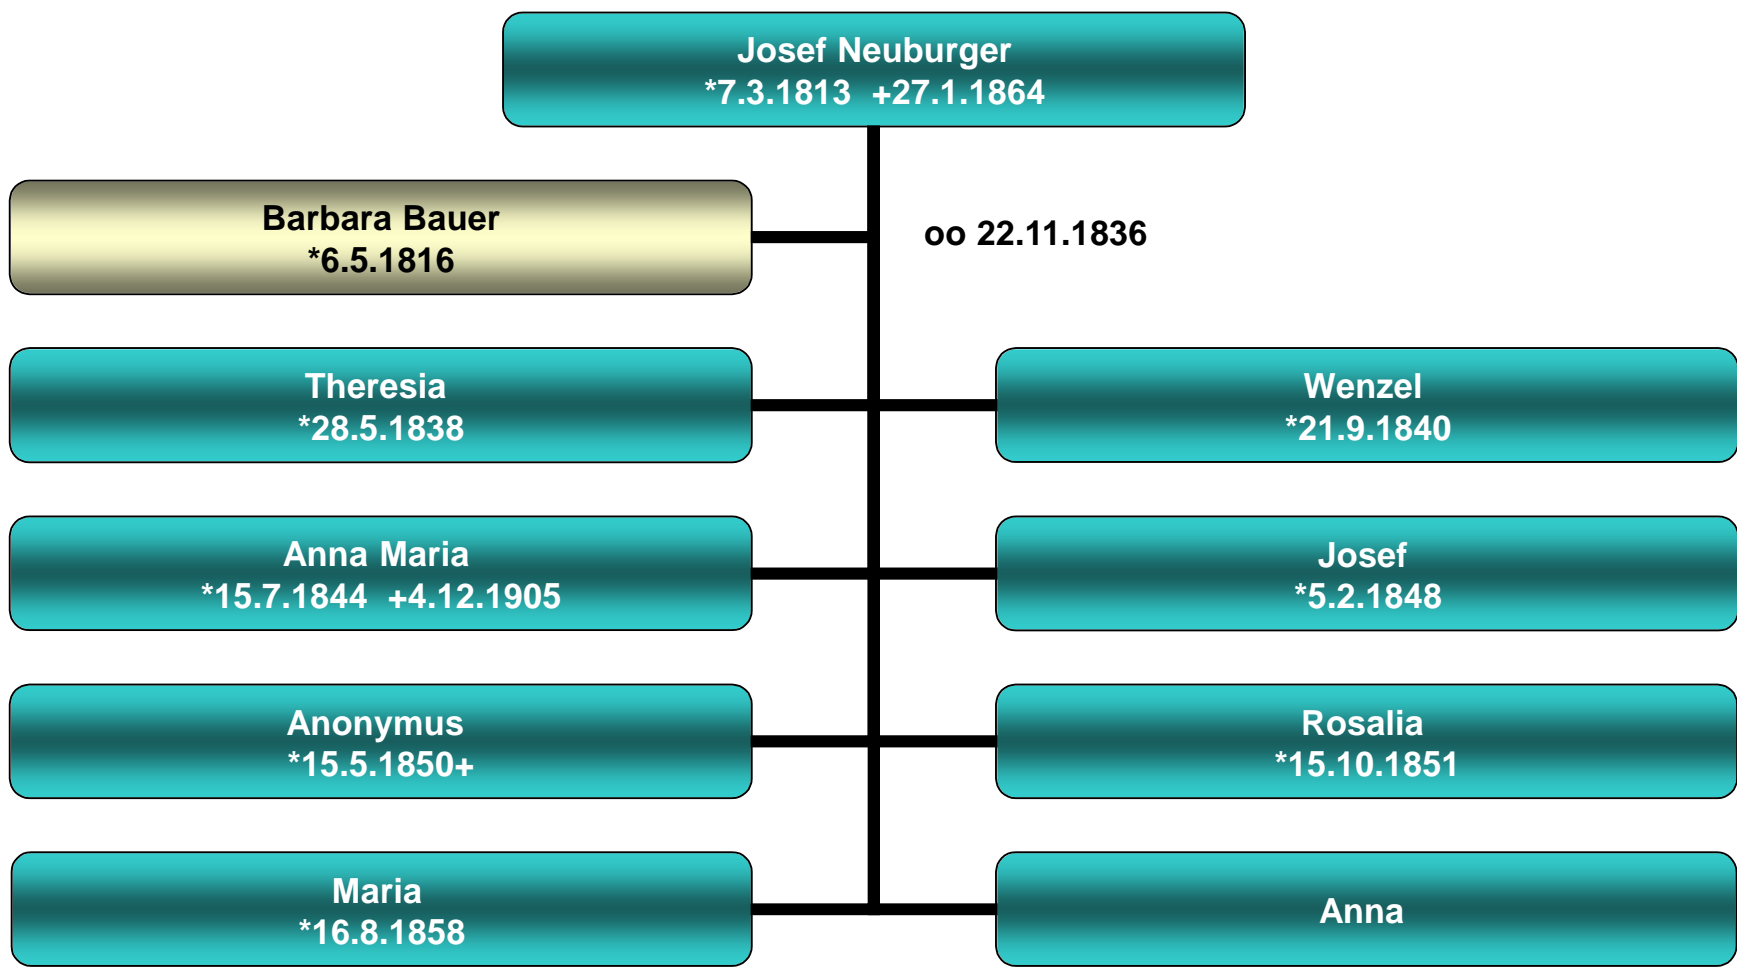 Josef Neuburger
*7.3.1813 +27.1.1864
Barbara Bauer
*6.5.1816
oo 22.11.1836
Theresia
*28.5.1838
Wenzel
*21.9.1840
Anna Maria
*15.7.1844 +4.12.1905
Josef
*5.2.1848
Anonymus
*15.5.1850+
Rosalia
*15.10.1851
Maria
*16.8.1858
Anna